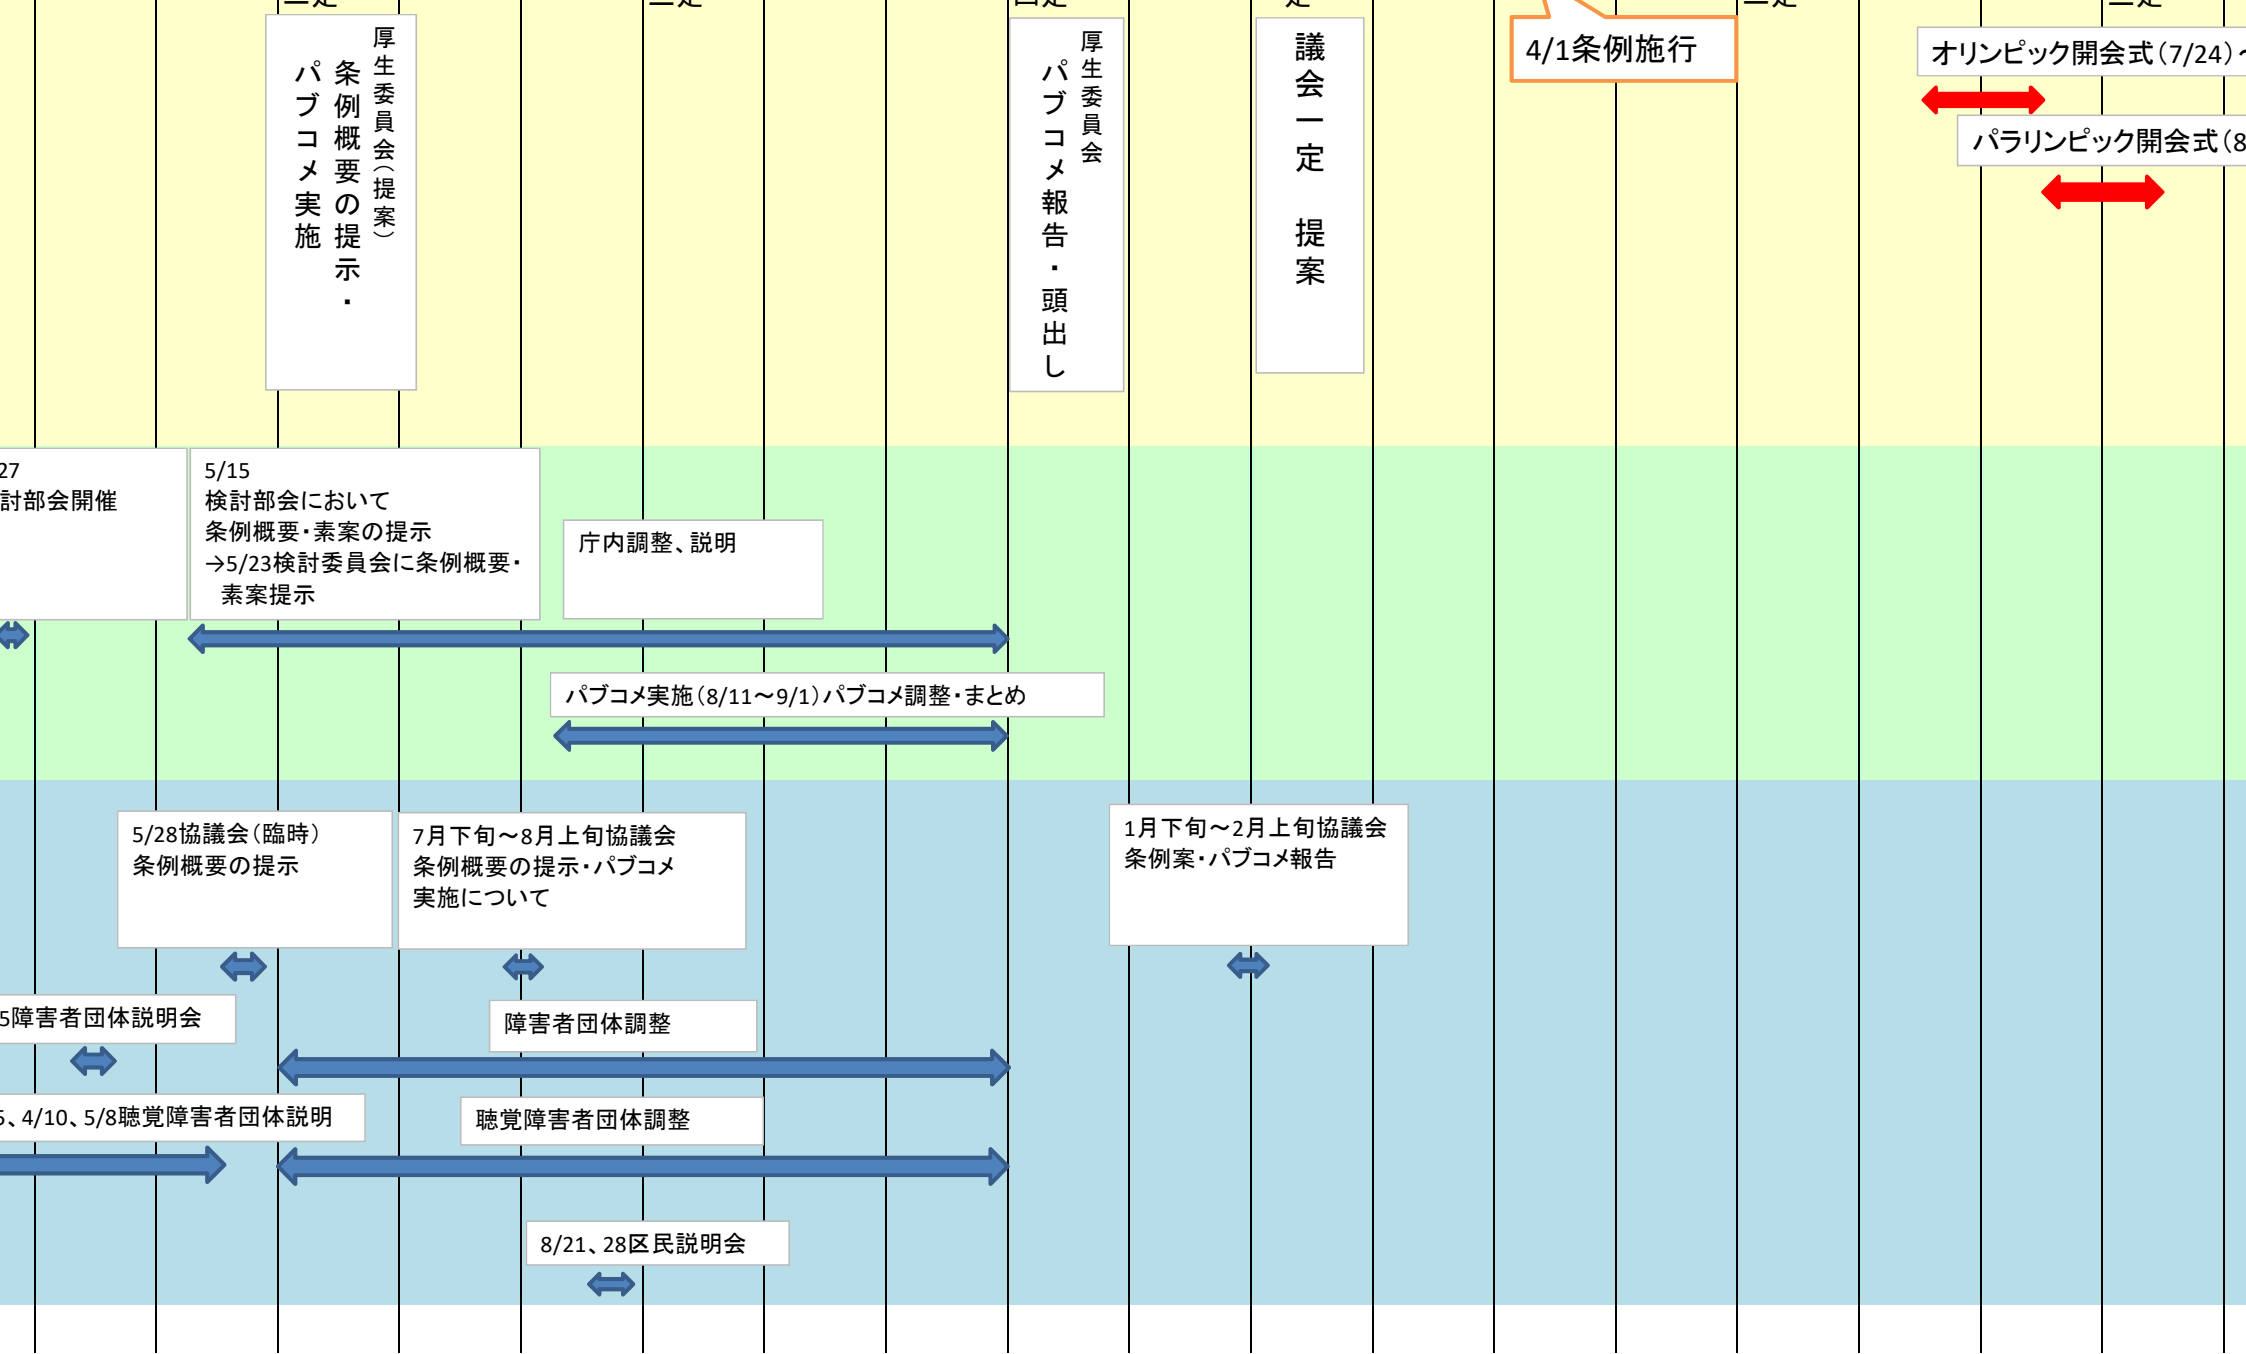 厚生委員会（提案）
条例概要の提示・
パブコメ実施
厚生委員会
パブコメ報告・頭出し
議会一定　提案
4/1条例施行
オリンピック開会式（7/24）～
パラリンピック開会式（8
27
討部会開催
5/15
検討部会において
条例概要・素案の提示
→5/23検討委員会に条例概要・
素案提示
庁内調整、説明
パブコメ実施（8/11～9/1）パブコメ調整・まとめ
5/28協議会（臨時）
条例概要の提示
7月下旬～8月上旬協議会
条例概要の提示・パブコメ
実施について
1月下旬～2月上旬協議会
条例案・パブコメ報告
5障害者団体説明会
障害者団体調整
5、4/10、5/8聴覚障害者団体説明
聴覚障害者団体調整
8/21、28区民説明会